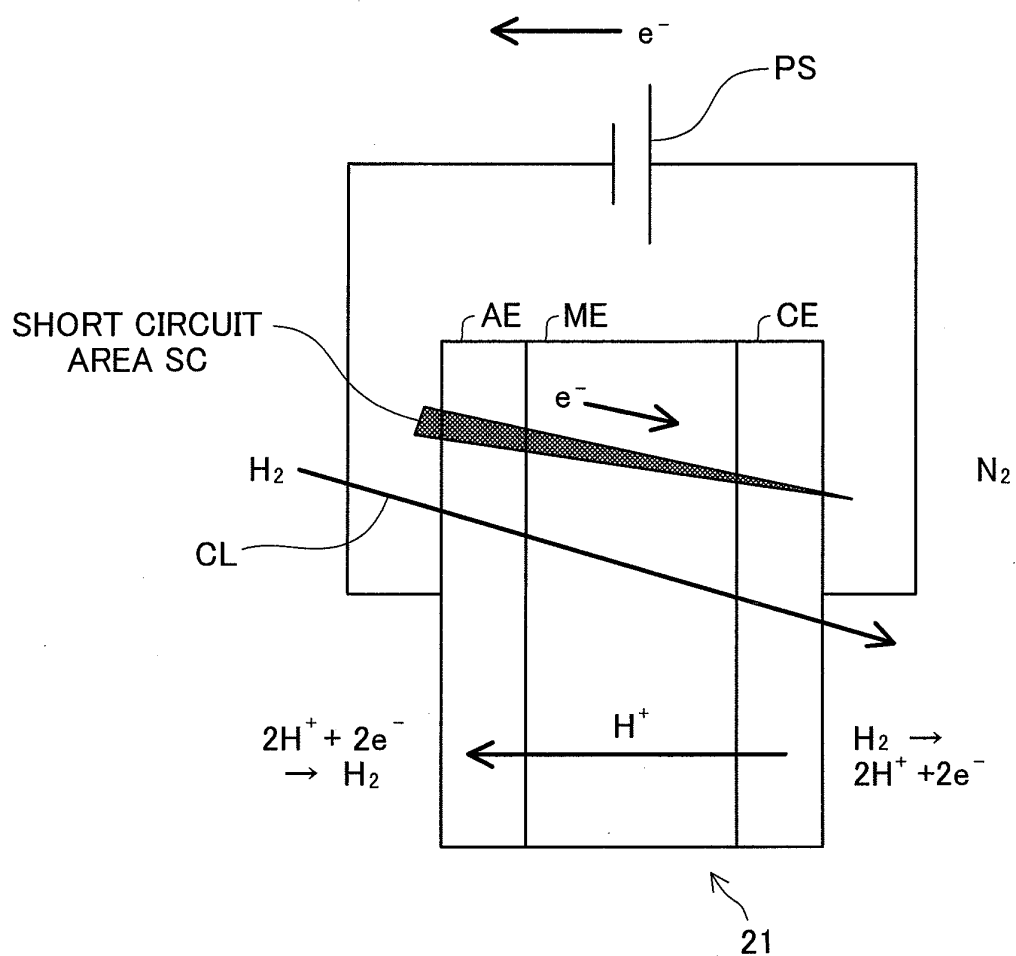 e⁻
PS
AE
ME
CE
SHORT CIRCUIT
AREA SC
e⁻
H₂
N₂
CL
H⁺
2H⁺ + 2e⁻
→ H₂
H₂ →
2H⁺ +2e⁻
21